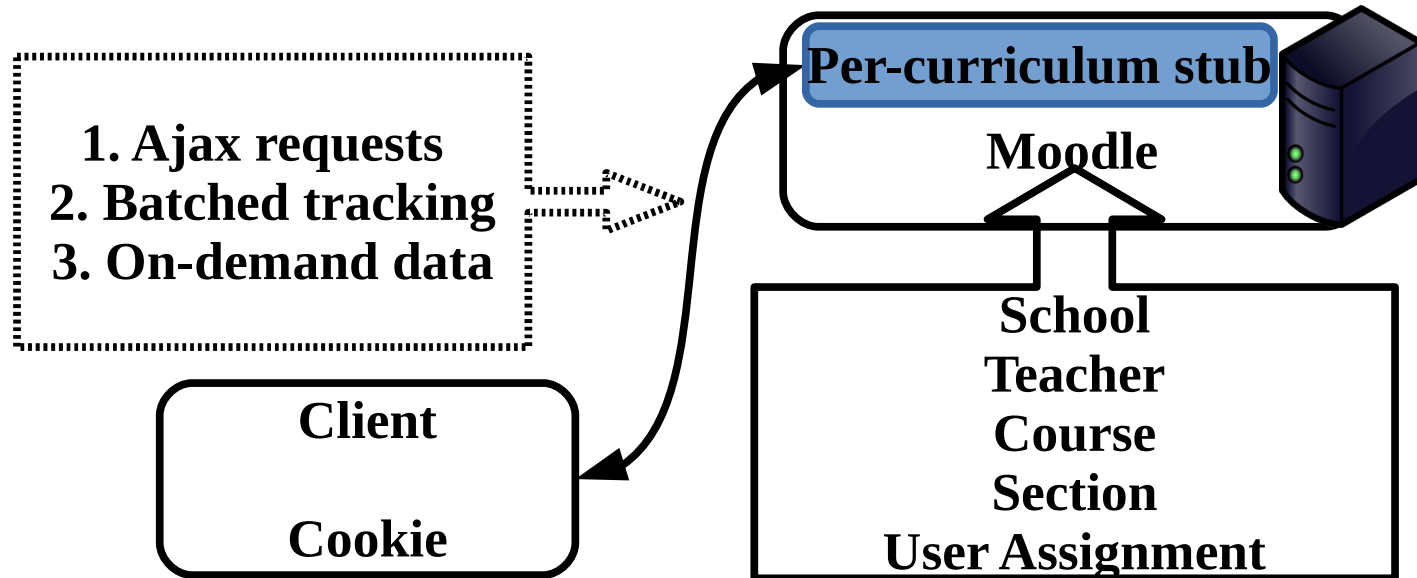 1. Ajax requests
2. Batched tracking
3. On-demand data
Client
Cookie
Per-curriculum stub
Moodle
School
Teacher
Course
Section
User Assignment